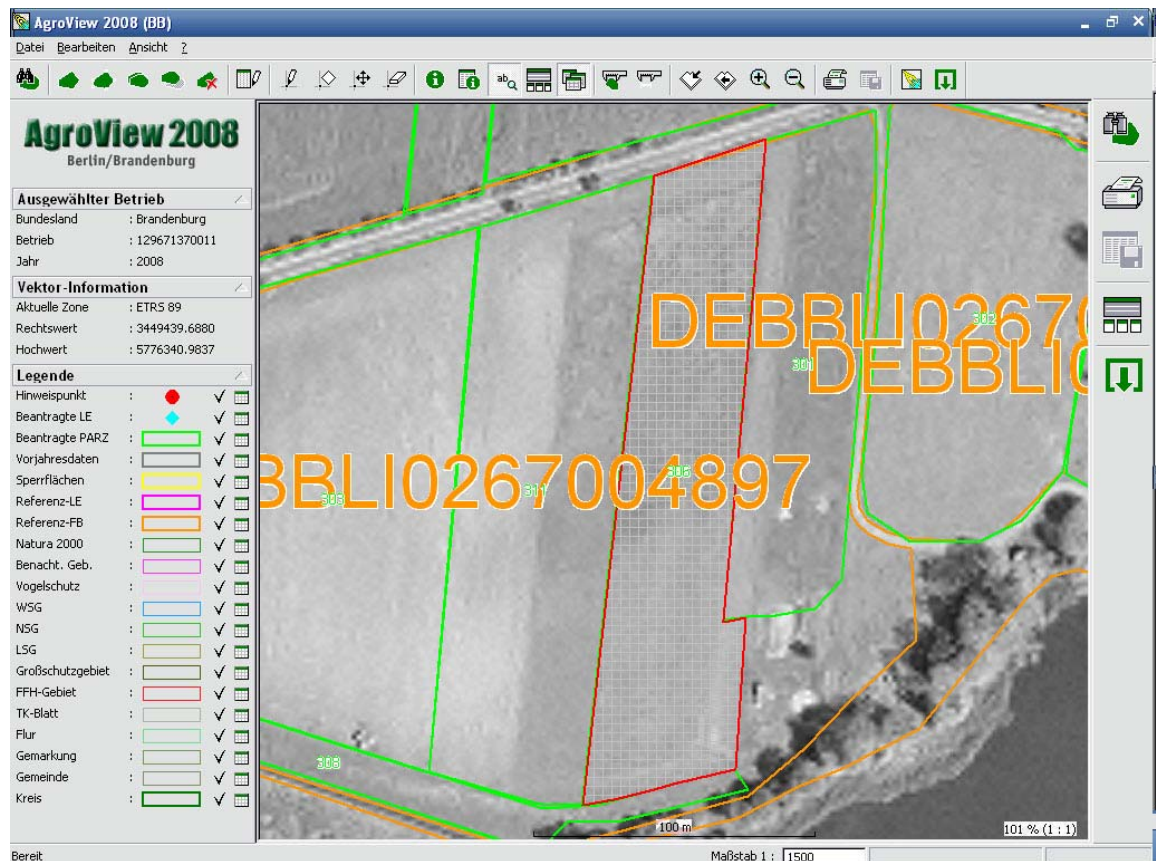 AgroView 2008 (BB)
Datei Bearbeiten Ansicht ?
AgroView 2008
Berlin/Brandenburg
Ausgewählter Betrieb
Bundesland : Brandenburg
Betrieb : 129671370011
Jahr : 2008
Vektor-Information
Aktuelle Zone : ETRS 89
Rechtswert : 3449439.6880
Hochwert : 5776340.9837
Legende
Hinweispunkt :
Beantragte LE :
Beantragte PARZ :
Vorjahresdaten :
Sperrflächen :
Referenz-LE :
Referenz-FB :
Natura 2000 :
Benacht. Geb. :
Vogelschutz :
WSG :
NSG :
LSG :
Großschutzgebiet :
FFH-Gebiet :
TK-Blatt :
Flur :
Gemarkung :
Gemeinde :
Kreis :
DEBBLI02670
302
301
DEBBLI0
BBLI0267004897
303
311
306
308
100 m
101 % (1 : 1)
Bereit
Maßstab 1 : 1500